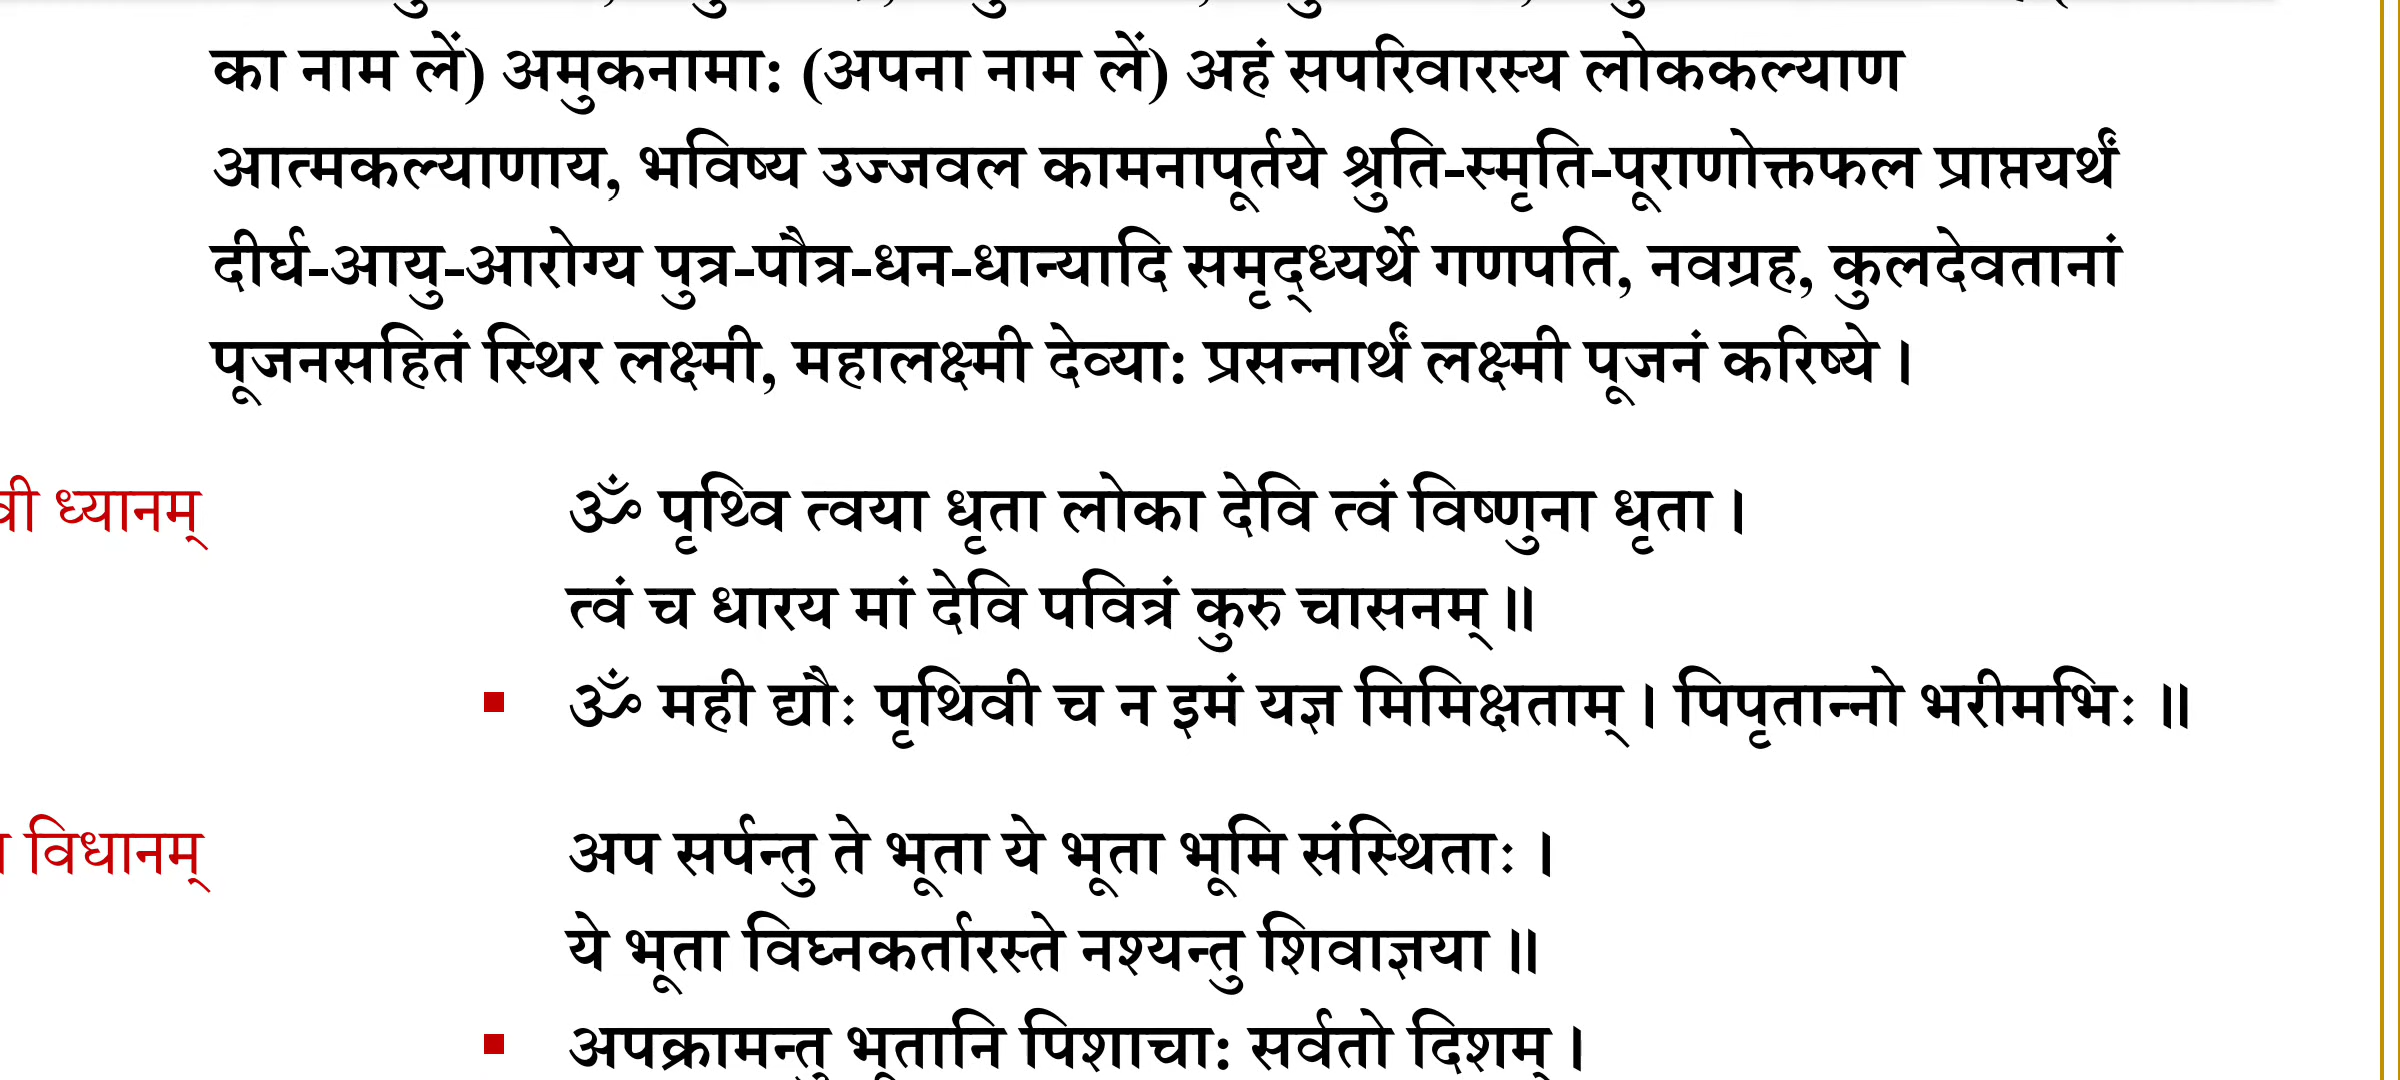 का नाम लें) अमुकनामा: (अपना नाम लें) अहं सपरिवारस्य लोककल्याण
आत्मकल्याणाय, भविष्य उज्जवल कामनापूर्तये श्रुति-स्मृति-पूराणोक्तफल प्राप्तयर्थं
दीर्घ-आयु-आरोग्य पुत्र-पौत्र-धन-धान्यादि समृद्ध्यर्थे गणपति, नवग्रह, कुलदेवतानां
पूजनसहितं स्थिर लक्ष्मी, महालक्ष्मी देव्या: प्रसन्नार्थं लक्ष्मी पूजनं करिष्ये।
ध्यानम् ॐ पृथ्वि त्वया धृता लोका देवि त्वं विष्णुना धृता।
त्वं च धारय मां देवि पवित्रं कुरु चासनम्॥
▪ ॐ मही द्यौः पृथिवी च न इमं यज्ञ मिमिक्षताम्। पिपृतान्नो भरीमभिः॥
विधानम् अप सर्पन्तु ते भूता ये भूता भूमि संस्थिताः।
ये भूता विघ्नकर्तारस्ते नश्यन्तु शिवाज्ञया॥
▪ अपक्रामन्तु भूतानि पिशाचा: सर्वतो दिशम्।